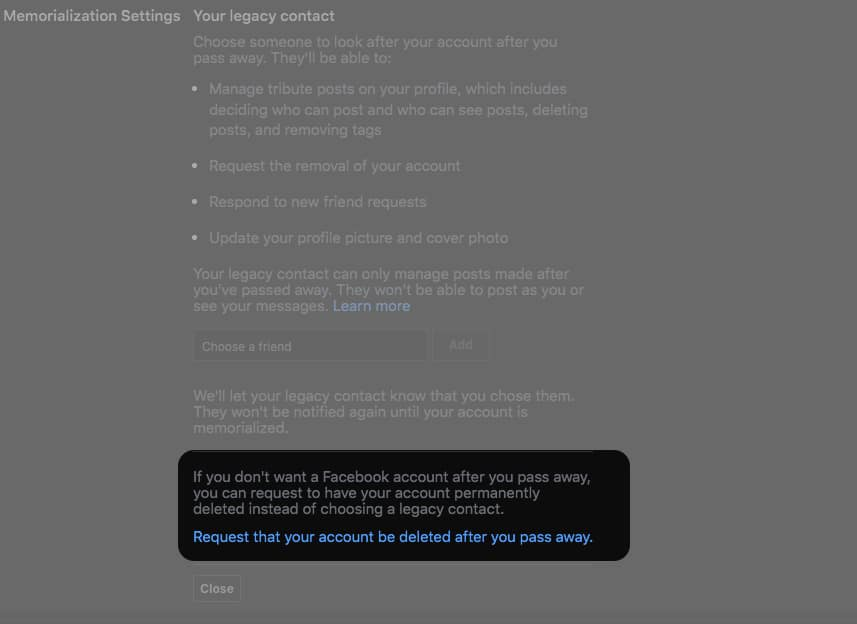 Memorialization Settings Your legacy contact
Choose someone to look after your account after you
pass away. They'll be able to:
• Manage tribute posts on your profile, which includes
deciding who can post and who can see posts, deleting
posts, and removing tags
• Request the removal of your account
• Respond to new friend requests
• Update your profile picture and cover photo
Your legacy contact can only manage posts made after
you've passed away. They won't be able to post as you or
see your messages. Learn more
Choose a friend Add
We'll let your legacy contact know that you chose them.
They won't be notified again until your account is
memorialized.
If you don't want a Facebook account after you pass away,
you can request to have your account permanently
deleted instead of choosing a legacy contact.
Request that your account be deleted after you pass away.
Close